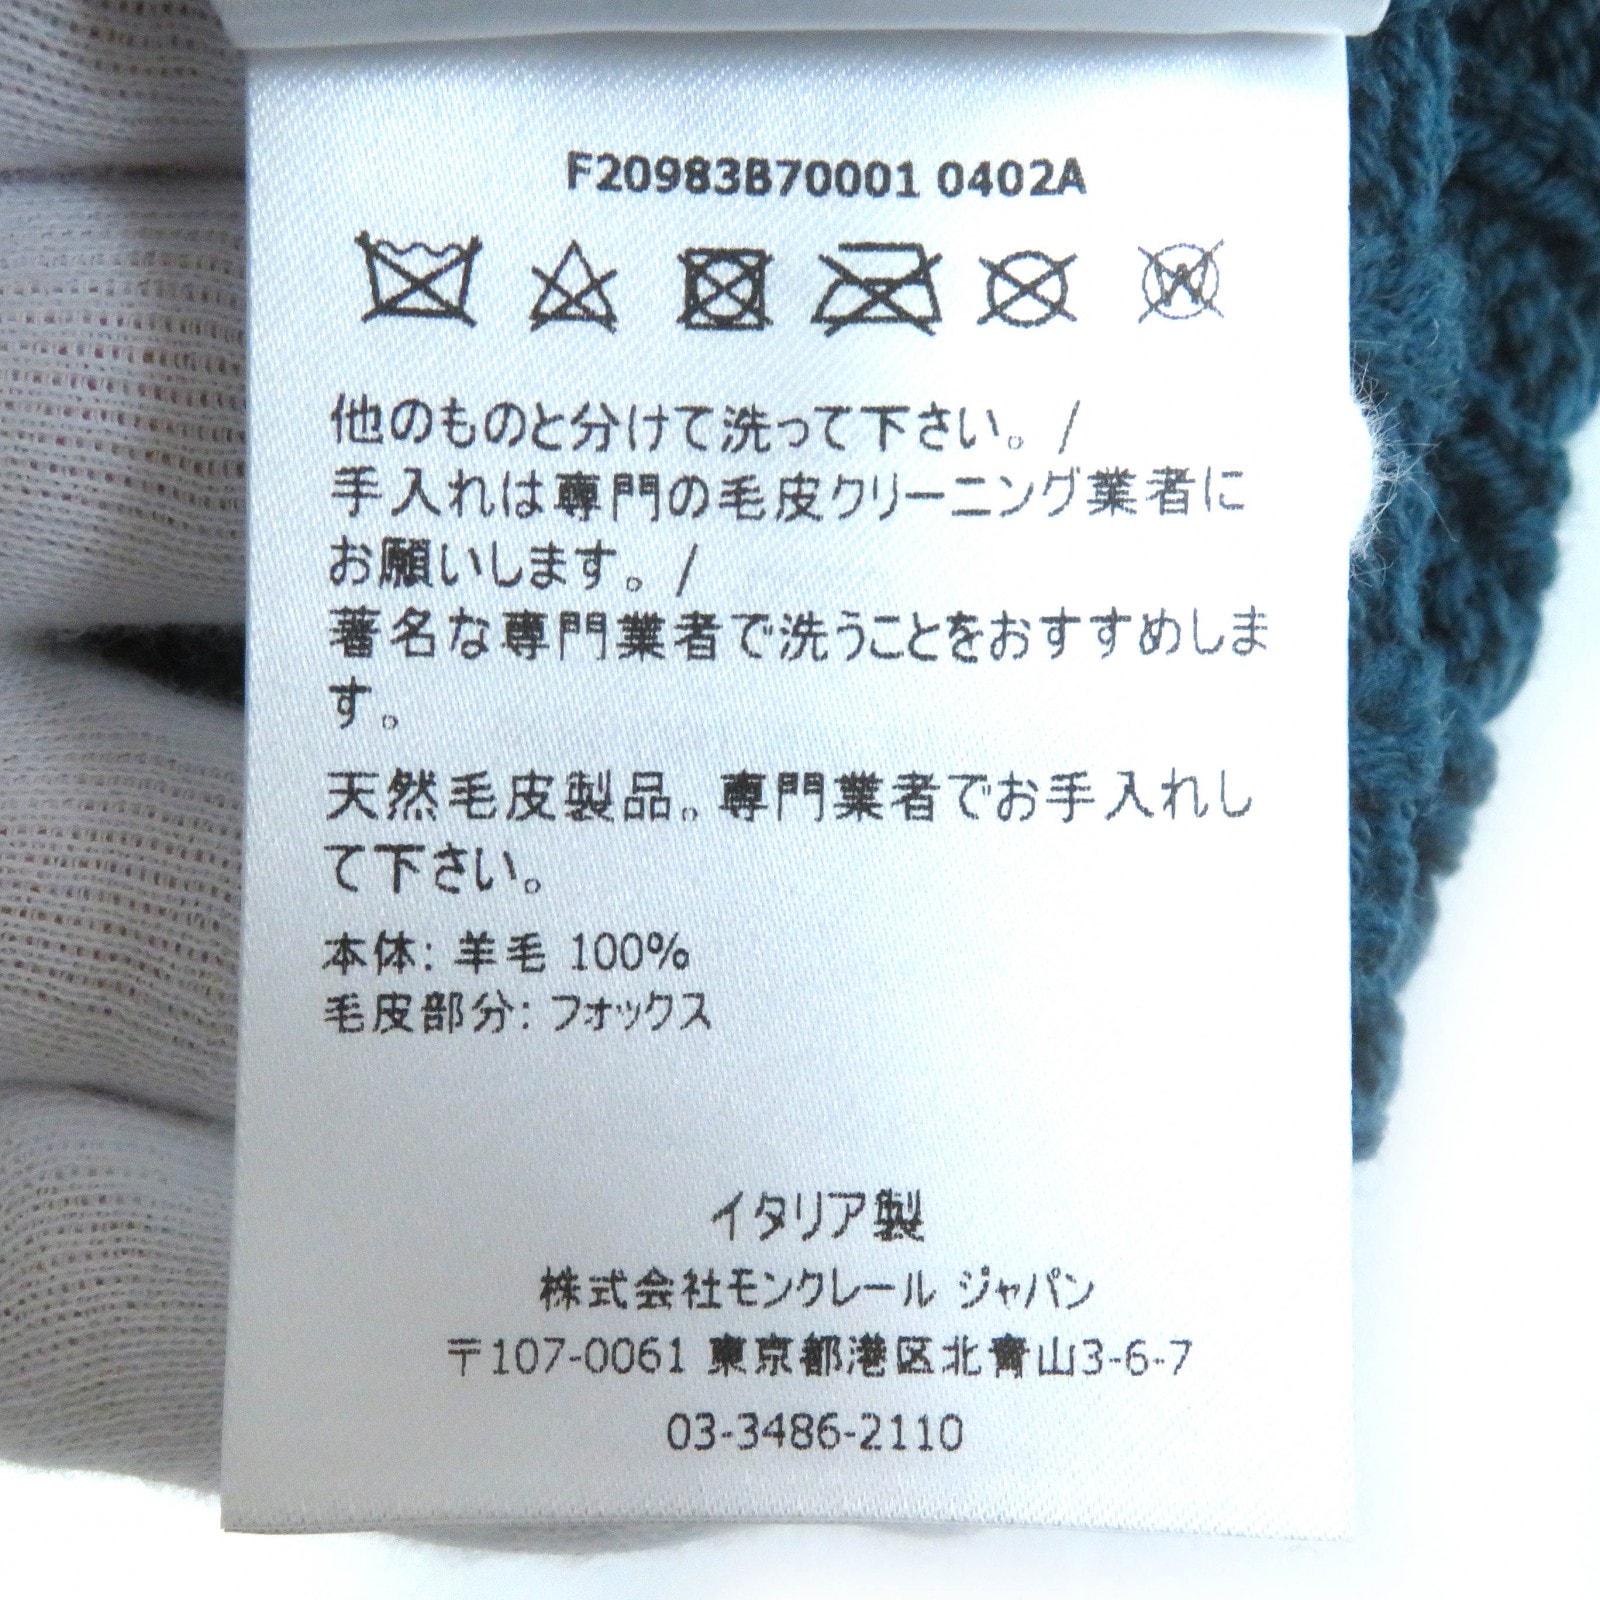 F20983B70001 0402A
他のものと分けて洗って下さい。/
手入れは専門の毛皮クリーニング業者に
お願いします。/
著名な専門業者で洗うことをおすすめしま
す。
天然毛皮製品。専門業者でお手入れし
て下さい。
本体: 羊毛 100%
毛皮部分: フォックス
イタリア製
株式会社モンクレール ジャパン
〒107-0061 東京都港区北青山3-6-7
03-3486-2110